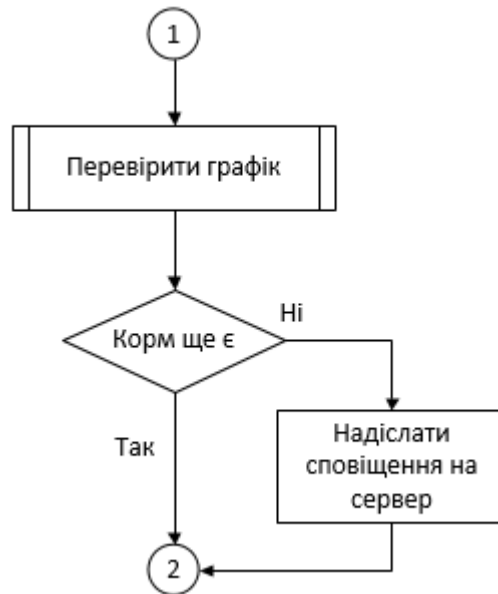 1
Перевірити графік
Корм ще є
Ні
Так
Надіслати
сповіщення на
сервер
2